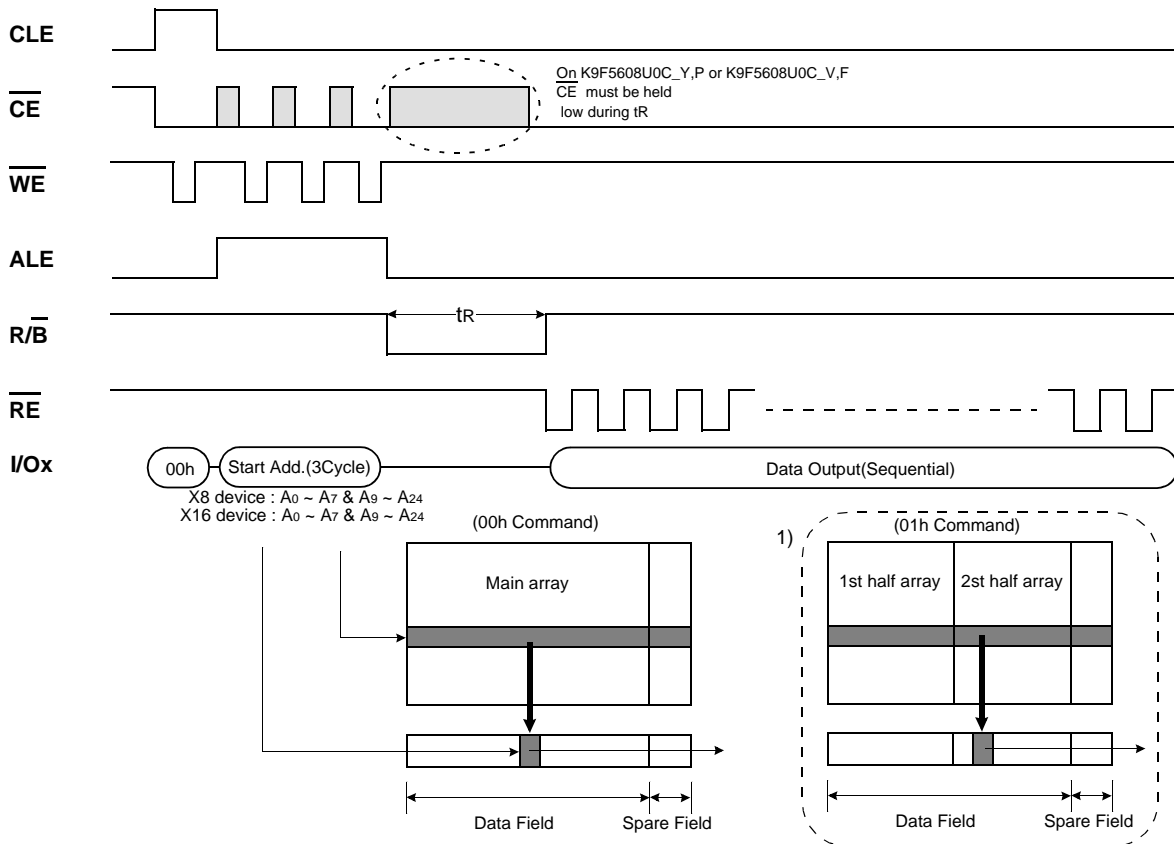 CLE
On K9F5608U0C_Y,P or K9F5608U0C_V,F
CE must be held
low during tR
CE
WE
ALE
R/B
tR
RE
I/Ox
00h
Start Add.(3Cycle)
Data Output(Sequential)
X8 device : A0 ~ A7 & A9 ~ A24
X16 device : A0 ~ A7 & A9 ~ A24
(00h Command)
1)
(01h Command)
Main array
1st half array
2st half array
Data Field
Spare Field
Data Field
Spare Field